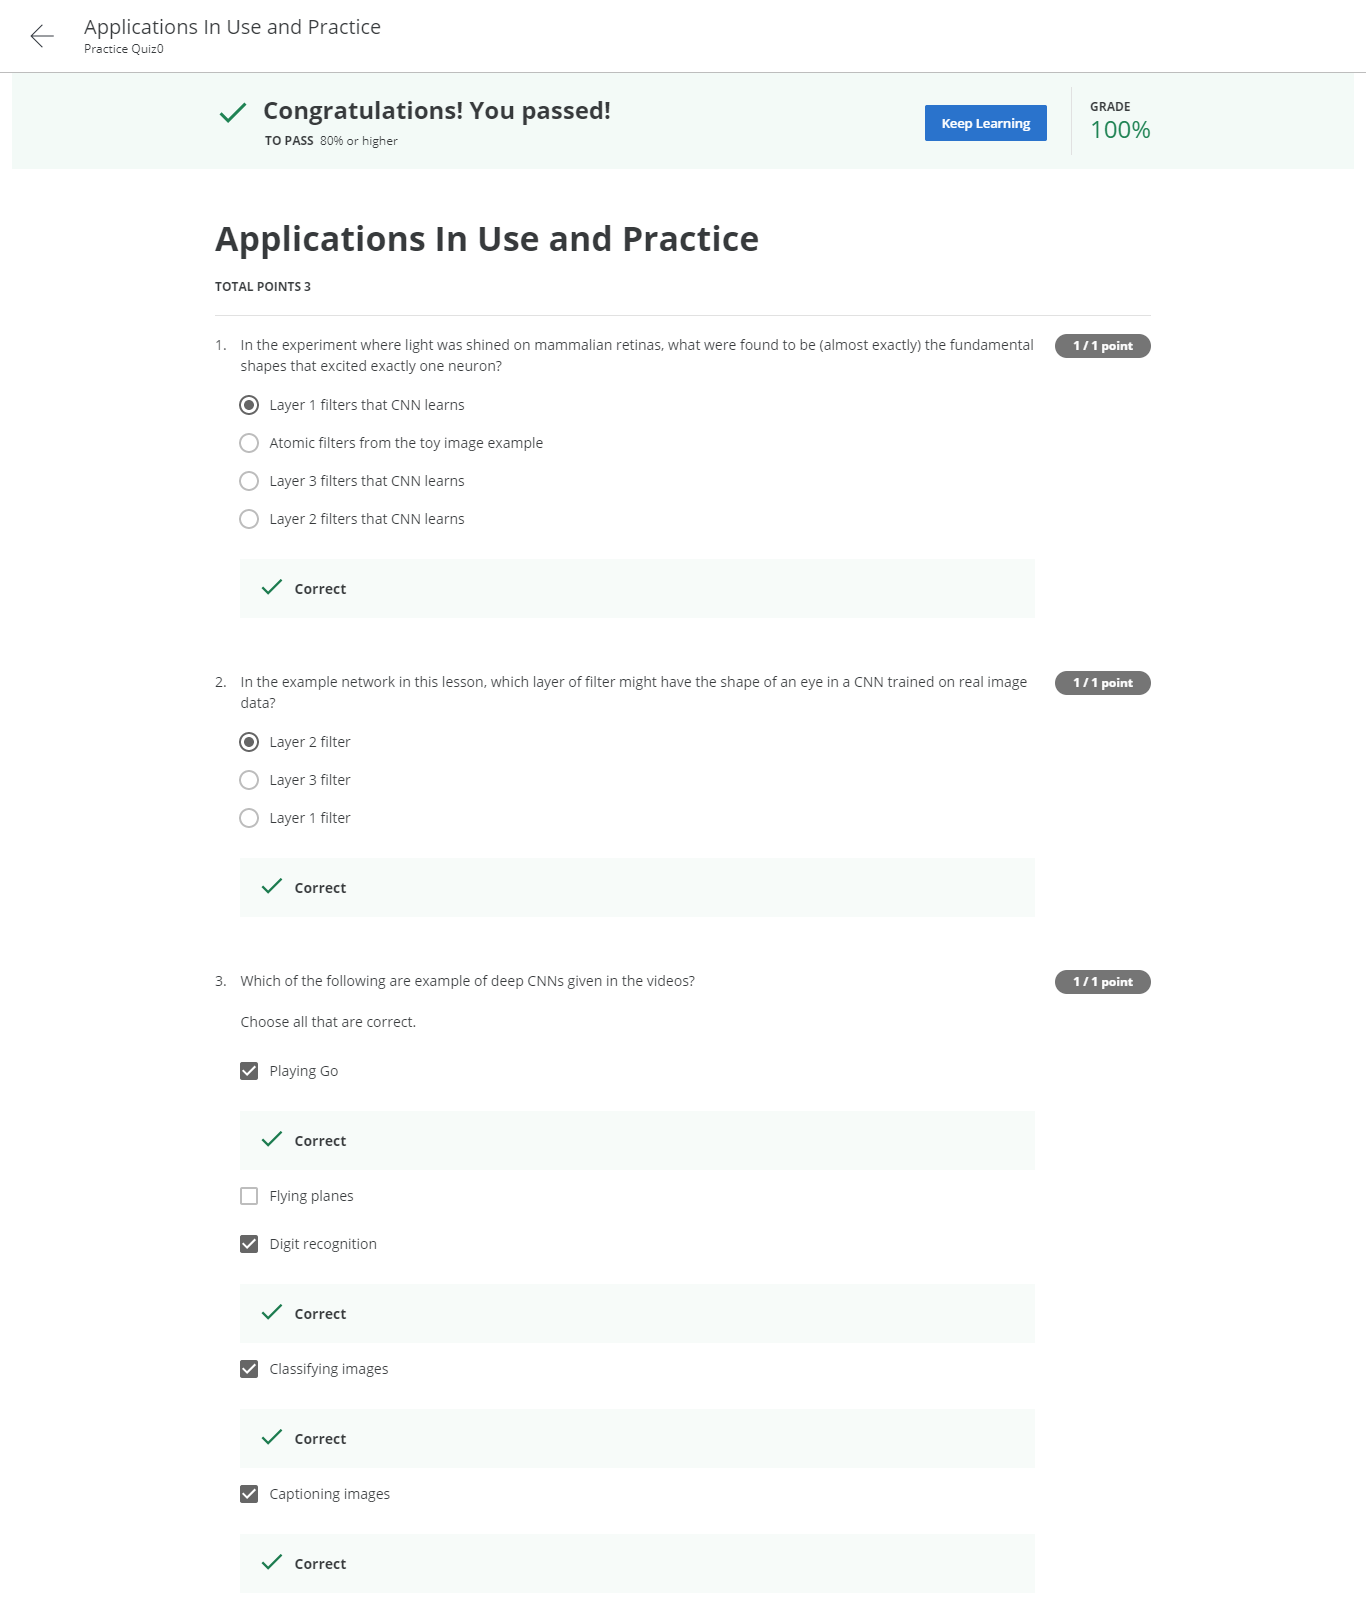 Applications In Use and Practice
Practice Quiz0
Congratulations! You passed!
TO PASS 80% or higher
Keep Learning
GRADE
100%
Applications In Use and Practice
TOTAL POINTS 3
1. In the experiment where light was shined on mammalian retinas, what were found to be (almost exactly) the fundamental
shapes that excited exactly one neuron?
1 / 1 point
Layer 1 filters that CNN learns
Atomic filters from the toy image example
Layer 3 filters that CNN learns
Layer 2 filters that CNN learns
Correct
2. In the example network in this lesson, which layer of filter might have the shape of an eye in a CNN trained on real image
data?
1 / 1 point
Layer 2 filter
Layer 3 filter
Layer 1 filter
Correct
3. Which of the following are example of deep CNNs given in the videos?
1 / 1 point
Choose all that are correct.
Playing Go
Correct
Flying planes
Digit recognition
Correct
Classifying images
Correct
Captioning images
Correct